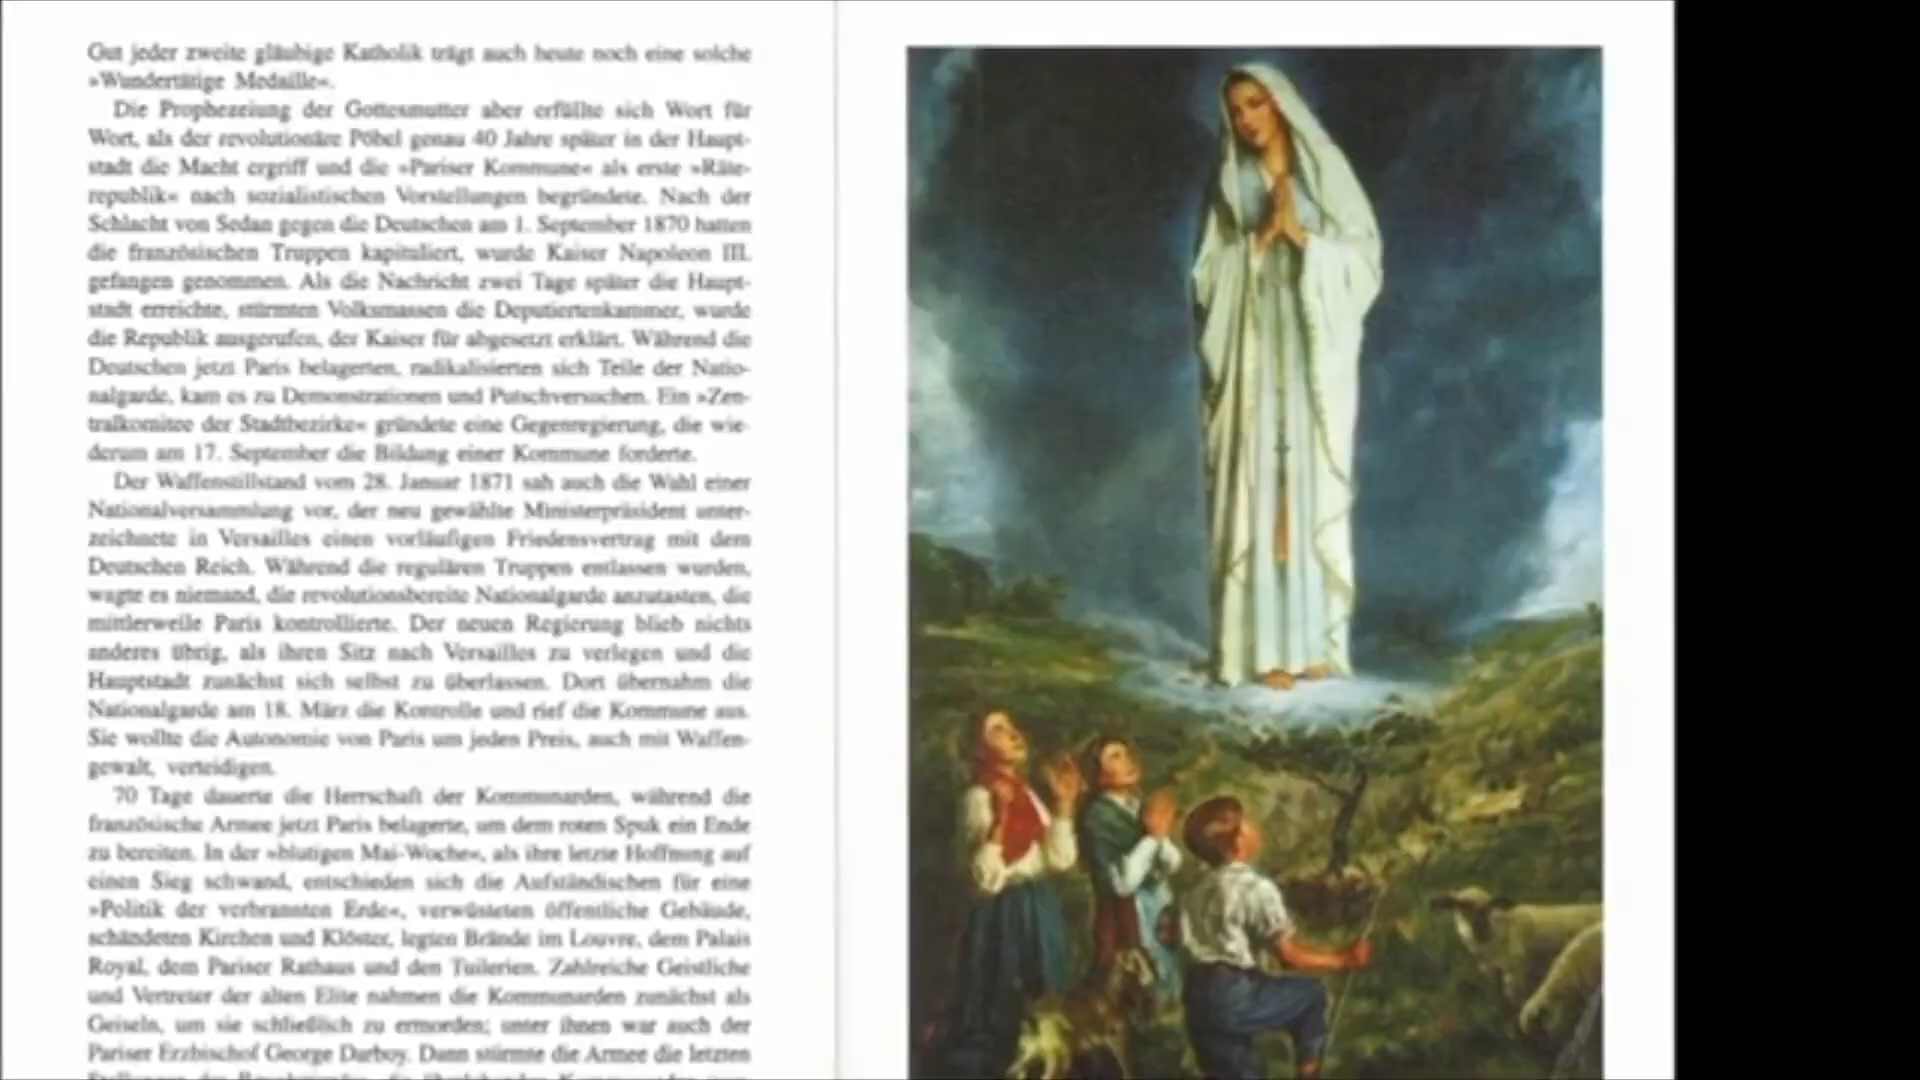 Gut jeder zweite gläubige Katholik trägt auch heute noch eine solche
»Wundertätige Medaille«.
Die Prophezeiung der Gottesmutter aber erfüllte sich Wort für
Wort, als der revolutionäre Pöbel genau 40 Jahre später in der Haupt-
stadt die Macht ergriff und die »Pariser Kommune« als erste »Räte-
republik« nach sozialistischen Vorstellungen begründete. Nach der
Schlacht von Sedan gegen die Deutschen am 1. September 1870 hatten
die französischen Truppen kapituliert, wurde Kaiser Napoleon III.
gefangen genommen. Als die Nachricht zwei Tage später die Haupt-
stadt erreichte, stürmten Volksmassen die Deputiertenkammer, wurde
die Republik ausgerufen, der Kaiser für abgesetzt erklärt. Während die
Deutschen jetzt Paris belagerten, radikalisierten sich Teile der Natio-
nalgarde, kam es zu Demonstrationen und Putschversuchen. Ein »Zen-
tralkomitee der Stadtbezirke« gründete eine Gegenregierung, die wie-
derum am 17. September die Bildung einer Kommune forderte.
Der Waffenstillstand vom 28. Januar 1871 sah auch die Wahl einer
Nationalversammlung vor, der neu gewählte Ministerpräsident unter-
zeichnete in Versailles einen vorläufigen Friedensvertrag mit dem
Deutschen Reich. Während die regulären Truppen entlassen wurden,
wagte es niemand, die revolutionsbereite Nationalgarde anzutasten, die
mittlerweile Paris kontrollierte. Der neuen Regierung blieb nichts
anderes übrig, als ihren Sitz nach Versailles zu verlegen und die
Hauptstadt zunächst sich selbst zu überlassen. Dort übernahm die
Nationalgarde am 18. März die Kontrolle und rief die Kommune aus.
Sie wollte die Autonomie von Paris um jeden Preis, auch mit Waffen-
gewalt, verteidigen.
70 Tage dauerte die Herrschaft der Kommunarden, während die
französische Armee jetzt Paris belagerte, um dem roten Spuk ein Ende
zu bereiten. In der »blutigen Mai-Woche«, als ihre letzte Hoffnung auf
einen Sieg schwand, entschieden sich die Aufständischen für eine
»Politik der verbrannten Erde«, verwüsteten öffentliche Gebäude,
schändeten Kirchen und Klöster, legten Brände im Louvre, dem Palais
Royal, dem Pariser Rathaus und den Tuilerien. Zahlreiche Geistliche
und Vertreter der alten Elite nahmen die Kommunarden zunächst als
Geiseln, um sie schließlich zu ermorden; unter ihnen war auch der
Pariser Erzbischof George Darboy. Dann stürmte die Armee die letzten